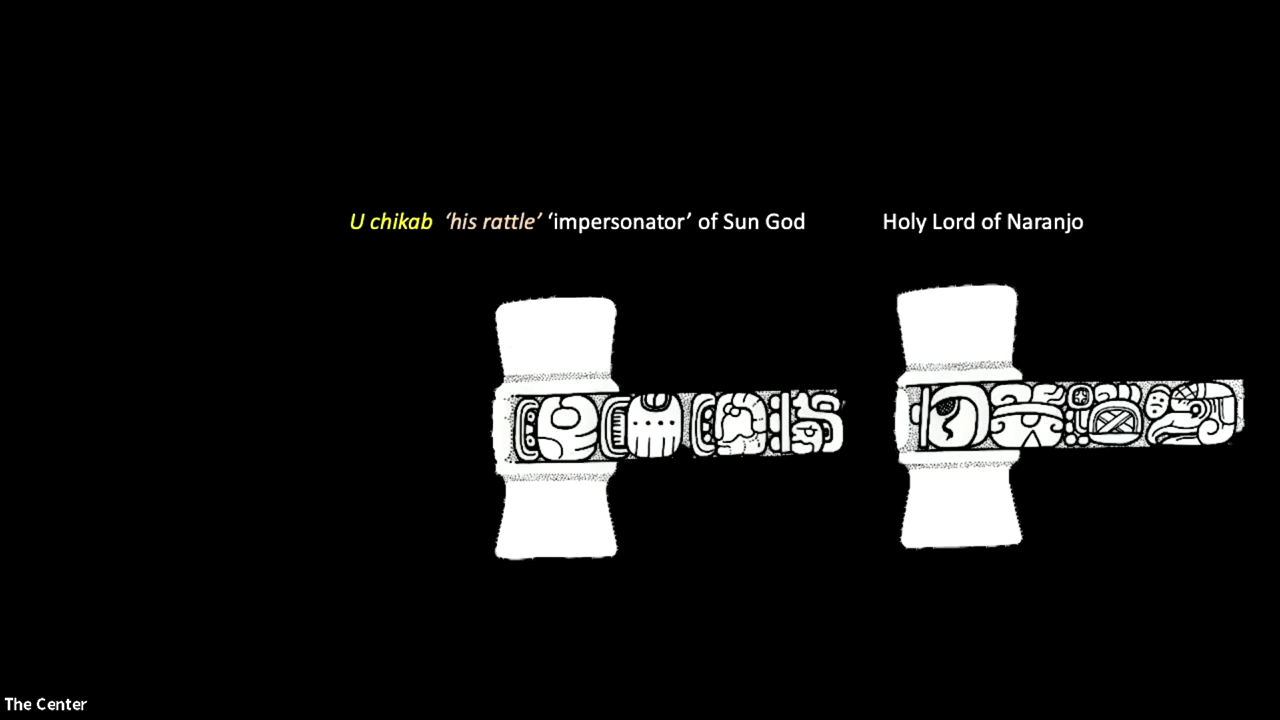 U chikab ‘his rattle’ ‘impersonator’ of Sun God
Holy Lord of Naranjo
The Center